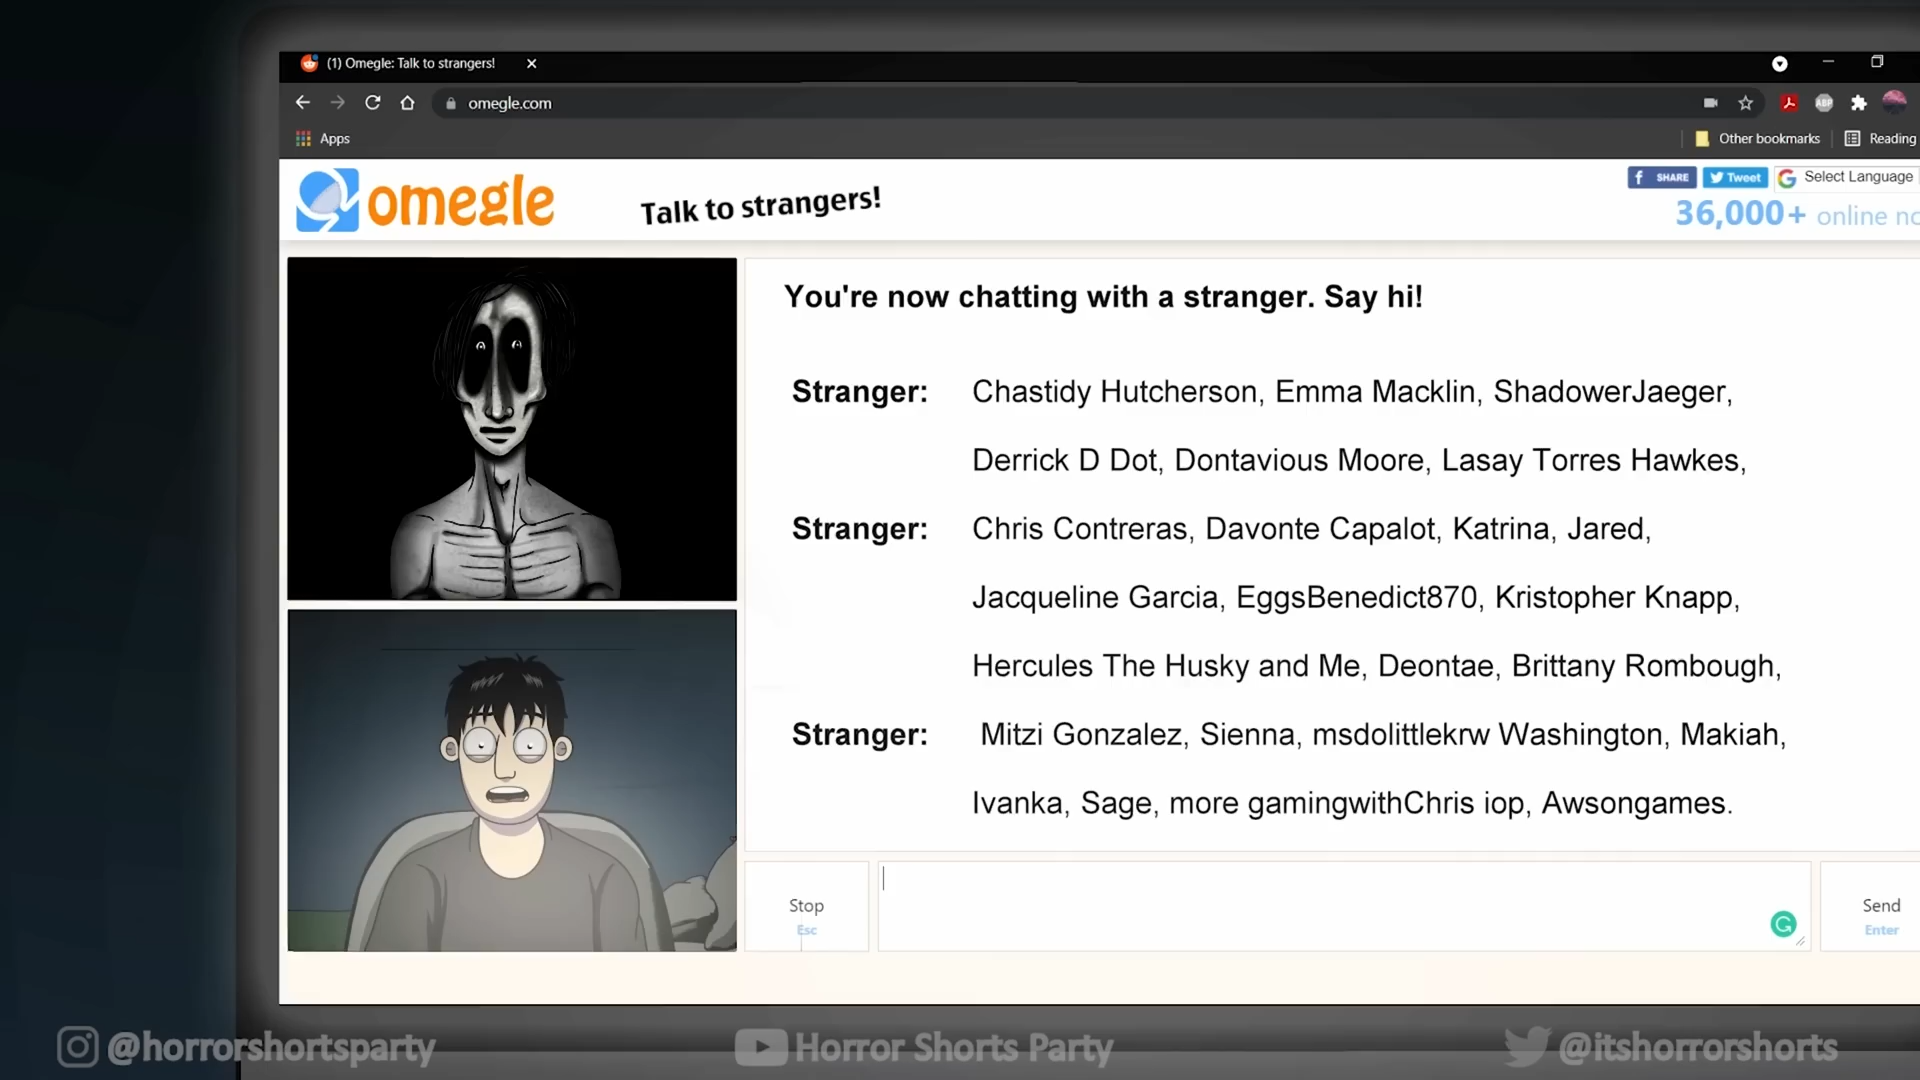 (1) Omegle: Talk to strangers!
omegle.com
ABP
Apps
Other bookmarks
Reading
omegle
Talk to strangers!
f SHARE
Tweet
G Select Language
36,000+ online no
You're now chatting with a stranger. Say hi!
Stranger: Chastidy Hutcherson, Emma Macklin, ShadowerJaeger,
Derrick D Dot, Dontavious Moore, Lasay Torres Hawkes,
Stranger: Chris Contreras, Davonte Capalot, Katrina, Jared,
Jacqueline Garcia, EggsBenedict870, Kristopher Knapp,
Hercules The Husky and Me, Deontae, Brittany Rombough,
Stranger: Mitzi Gonzalez, Sienna, msdolittlekrw Washington, Makiah,
Ivanka, Sage, more gamingwithChris iop, Awsongames.
Stop
Esc
Send
Enter
@horrorshortsparty
Horror Shorts Party
@itshorrorshorts